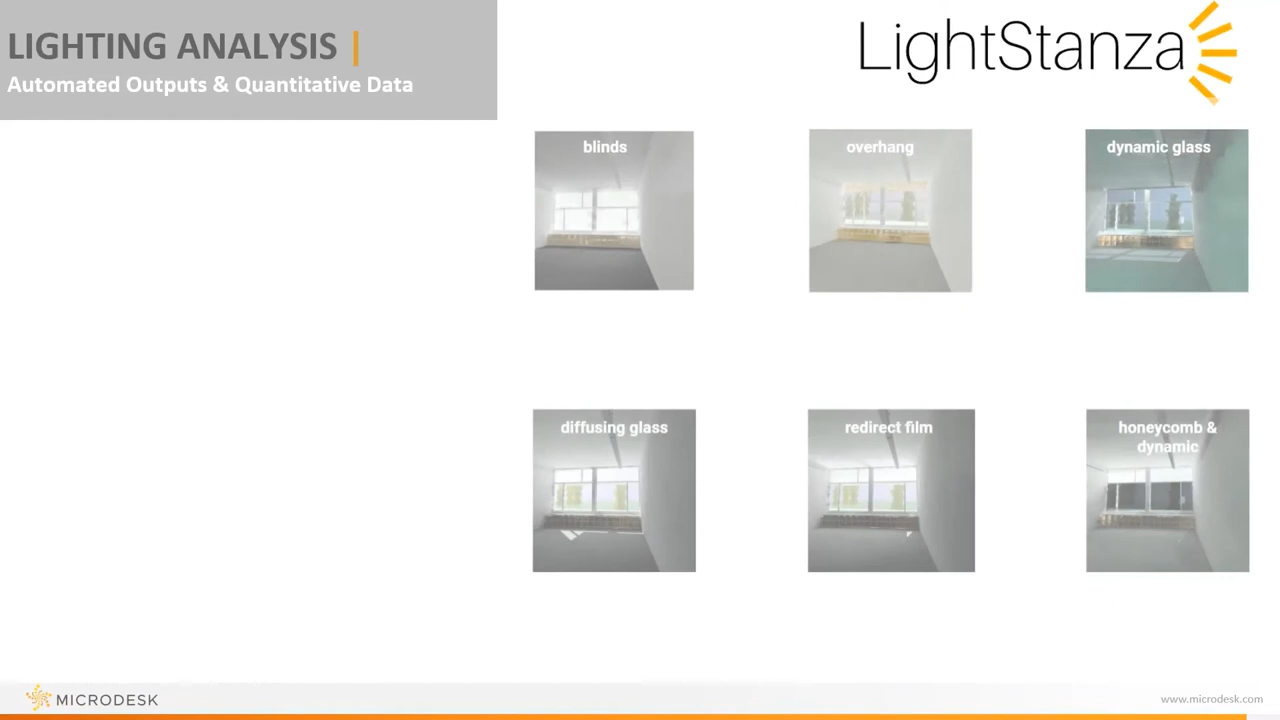 LIGHTING ANALYSIS |
Automated Outputs & Quantitative Data
LightStanza
blinds
overhang
dynamic glass
diffusing glass
redirect film
honeycomb &
dynamic
MICRODESK
www.microdesk.com